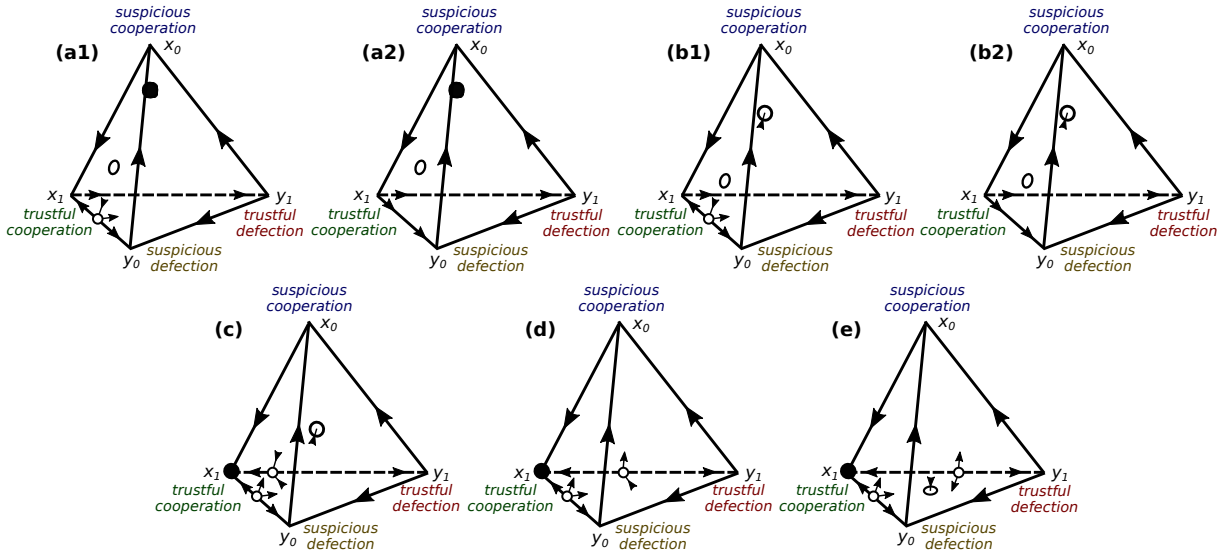 suspicious
cooperation
(a1)
x0
x1
y1
trustful
cooperation
trustful
defection
y0
suspicious
defection
suspicious
cooperation
(a2)
x0
x1
y1
trustful
cooperation
trustful
defection
y0
suspicious
defection
suspicious
cooperation
(b1)
x0
x1
y1
trustful
cooperation
trustful
defection
y0
suspicious
defection
suspicious
cooperation
(b2)
x0
x1
y1
trustful
cooperation
trustful
defection
y0
suspicious
defection
suspicious
cooperation
(c)
x0
x1
y1
trustful
cooperation
trustful
defection
y0
suspicious
defection
suspicious
cooperation
(d)
x0
x1
y1
trustful
cooperation
trustful
defection
y0
suspicious
defection
suspicious
cooperation
(e)
x0
x1
y1
trustful
cooperation
trustful
defection
y0
suspicious
defection